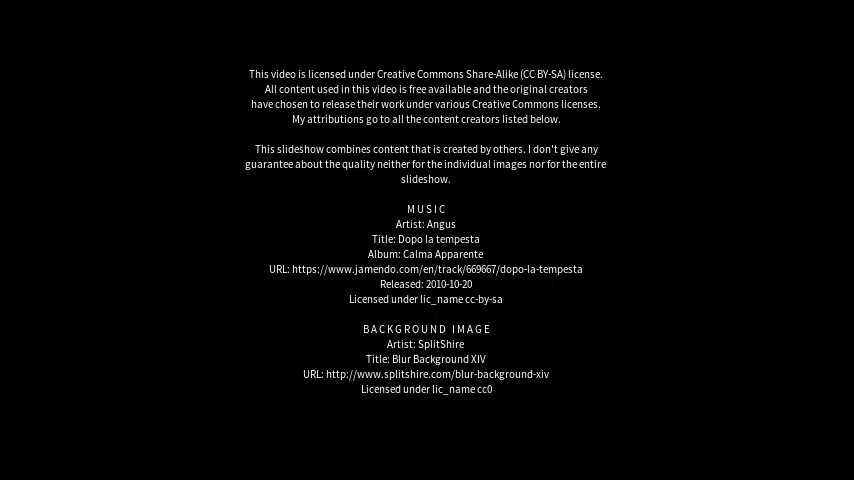 This video is licensed under Creative Commons Share-Alike (CC BY-SA) license.
All content used in this video is free available and the original creators
have chosen to release their work under various Creative Commons licenses.
My attributions go to all the content creators listed below.
This slideshow combines content that is created by others. I don't give any
guarantee about the quality neither for the individual images nor for the entire
slideshow.
MUSIC
Artist: Angus
Title: Dopo la tempesta
Album: Calma Apparente
URL: https://www.jamendo.com/en/track/669667/dopo-la-tempesta
Released: 2010-10-20
Licensed under lic_name cc-by-sa
BACKGROUND IMAGE
Artist: SplitShire
Title: Blur Background XIV
URL: http://www.splitshire.com/blur-background-xiv
Licensed under lic_name cc0